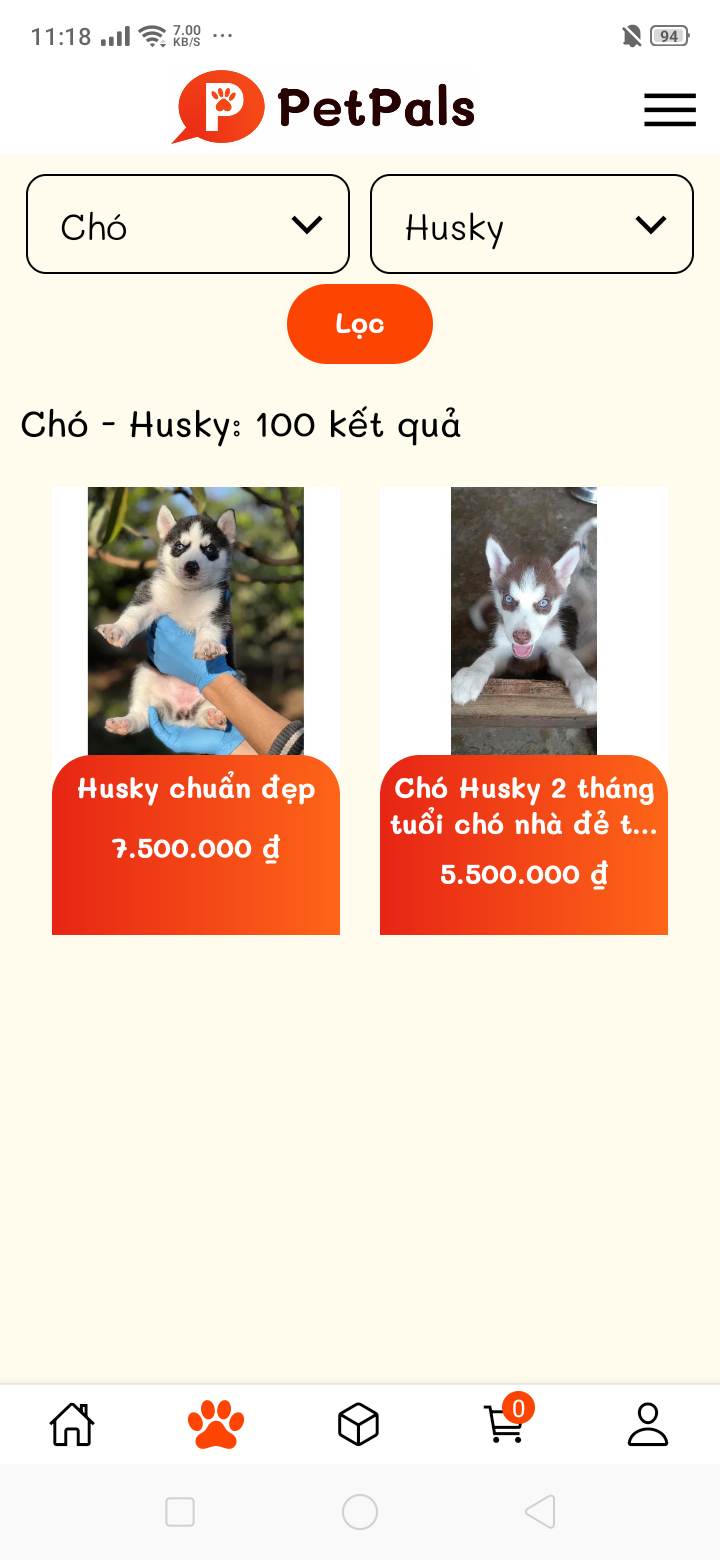 11:18 7.00 KB/S ... 94
PetPals
Chó Husky
Lọc
Chó - Husky: 100 kết quả
Husky chuẩn đẹp
7.500.000 ₫
Chó Husky 2 tháng
tuổi chó nhà đẻ t...
5.500.000 ₫
0